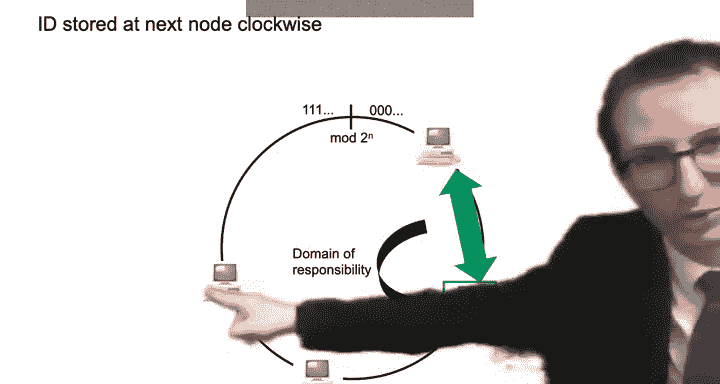 ID stored at next node clockwise
111... 000...
mod 2ⁿ
Domain of
responsibility